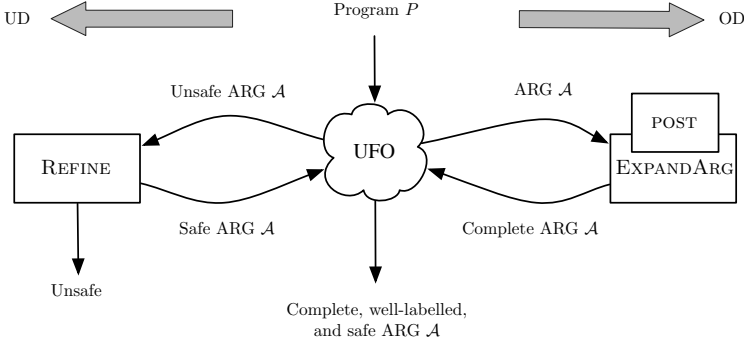 UD
Program P
OD
Unsafe ARG 𝒜
ARG 𝒜
POST
REFINE
UFO
EXPANDARG
Safe ARG 𝒜
Complete ARG 𝒜
Unsafe
Complete, well-labelled,
and safe ARG 𝒜